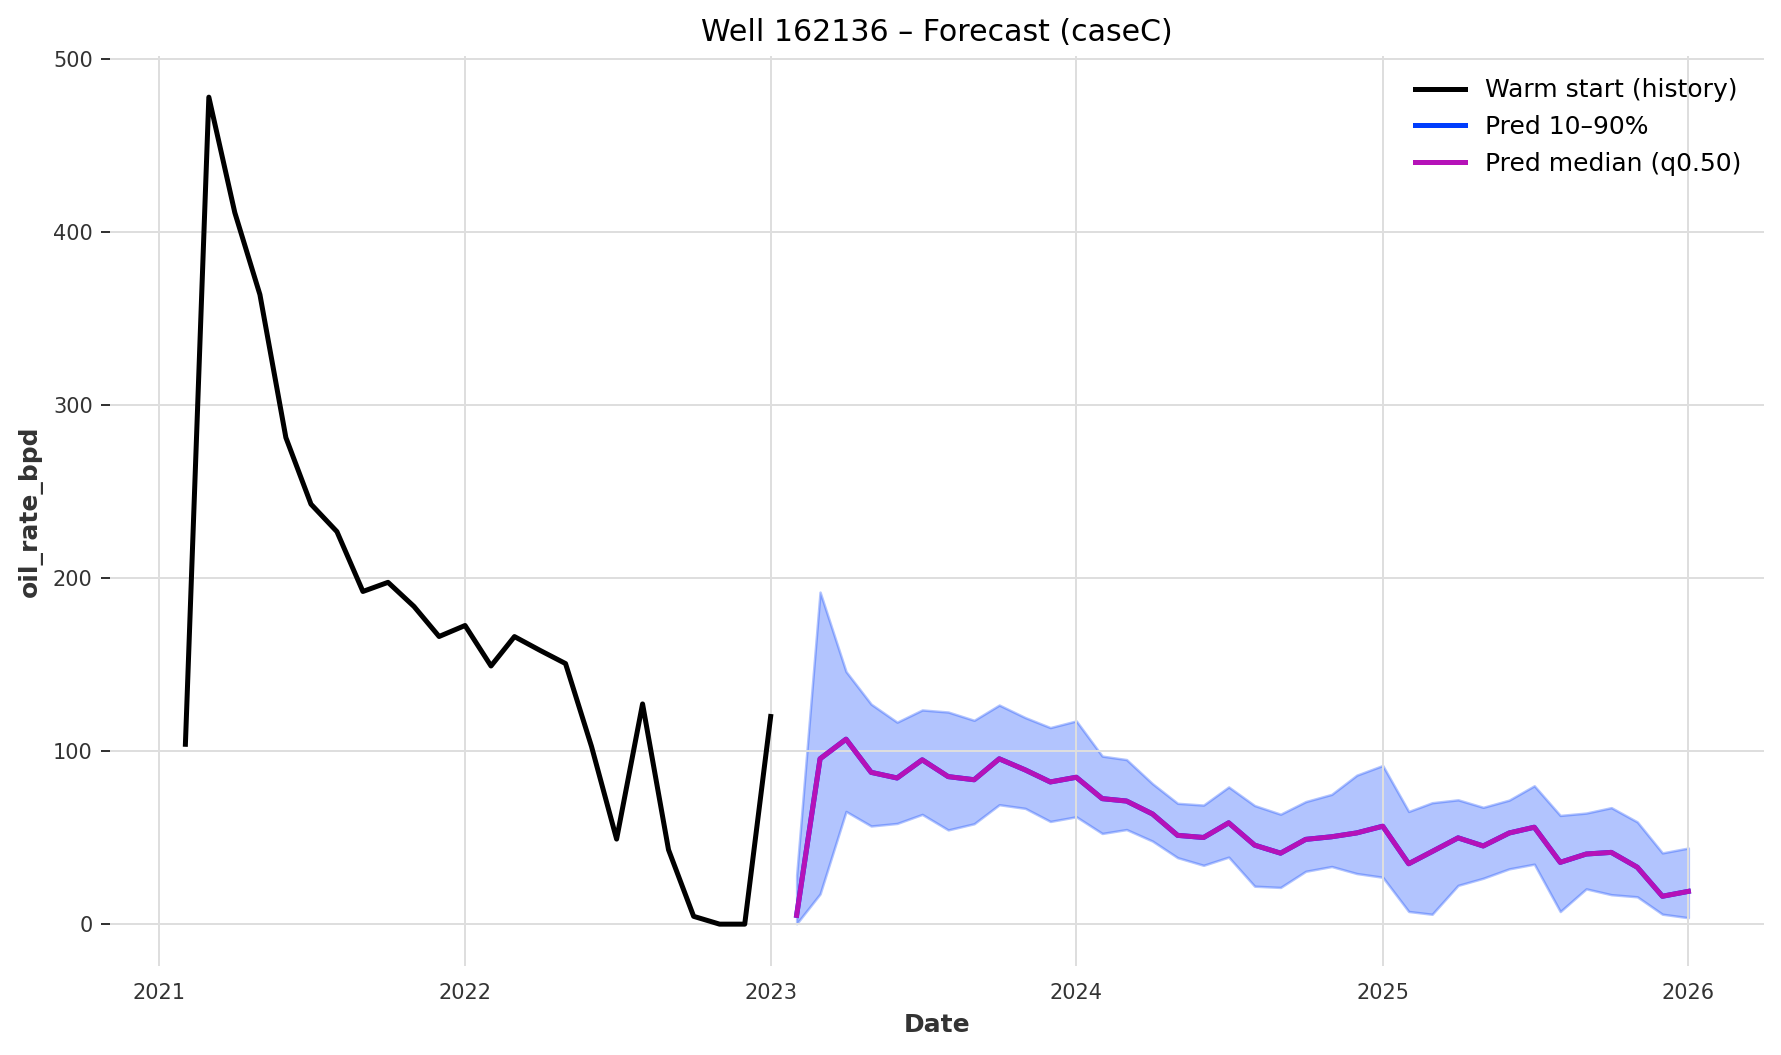 Well 162136 – Forecast (caseC)
Warm start (history)
Pred 10–90%
Pred median (q0.50)
oil_rate_bpd
500
400
300
200
100
0
2021 2022 2023 2024 2025 2026
Date